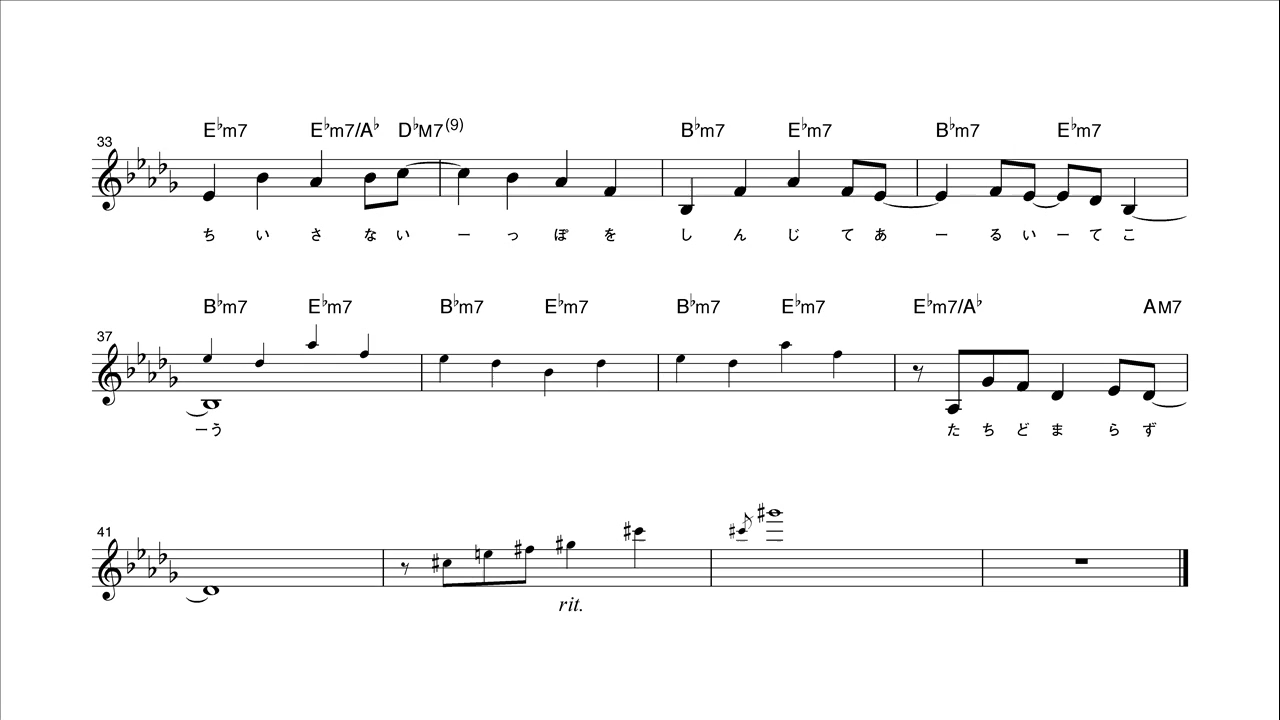 E♭m7 E♭m7/A♭ D♭M7(9) B♭m7 E♭m7 B♭m7 E♭m7
33
ち い さ な い ー っ ぽ を し ん じ て あ ー る い ー て こ
B♭m7 E♭m7 B♭m7 E♭m7 B♭m7 E♭m7 E♭m7/A♭ AM7
37
ーう た ち ど ま ら ず
41
rit.